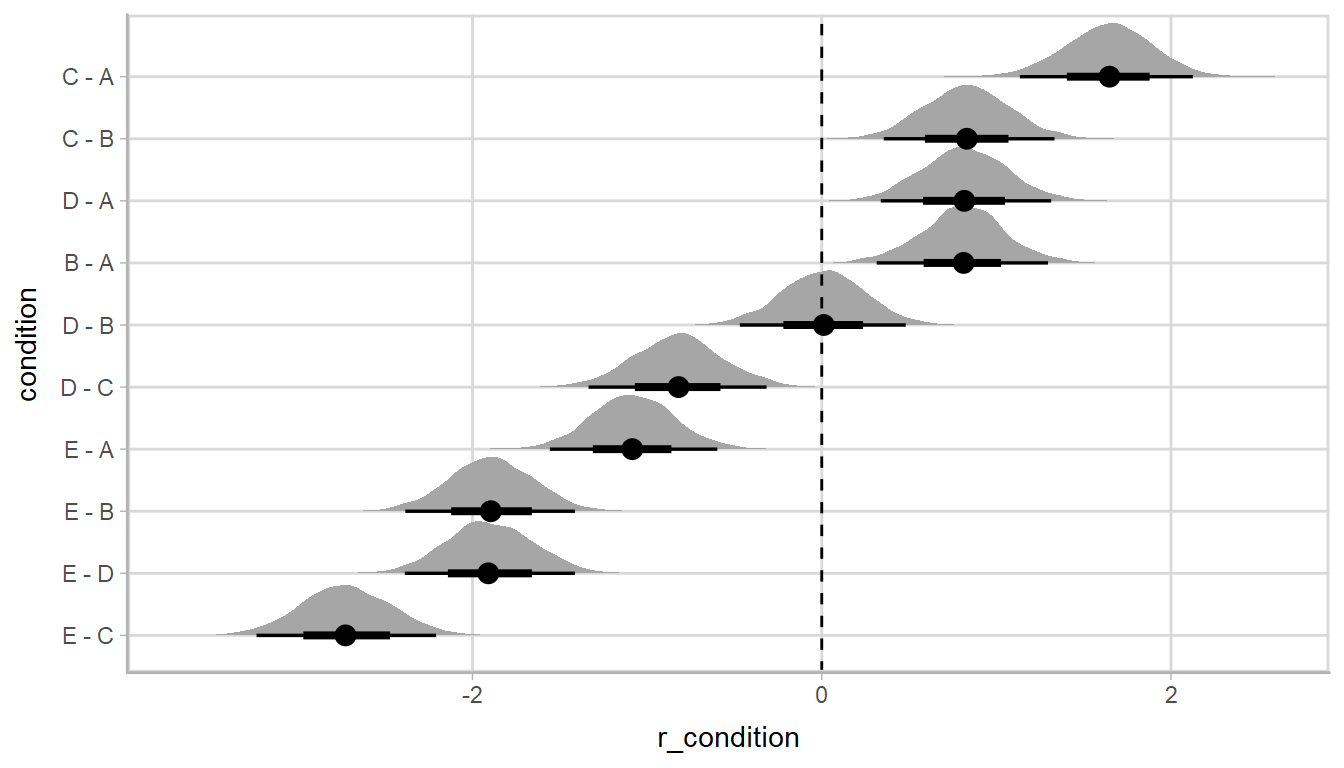 C - A
C - B
D - A
B - A
D - B
D - C
E - A
E - B
E - D
E - C
condition
-2 0 2
r_condition